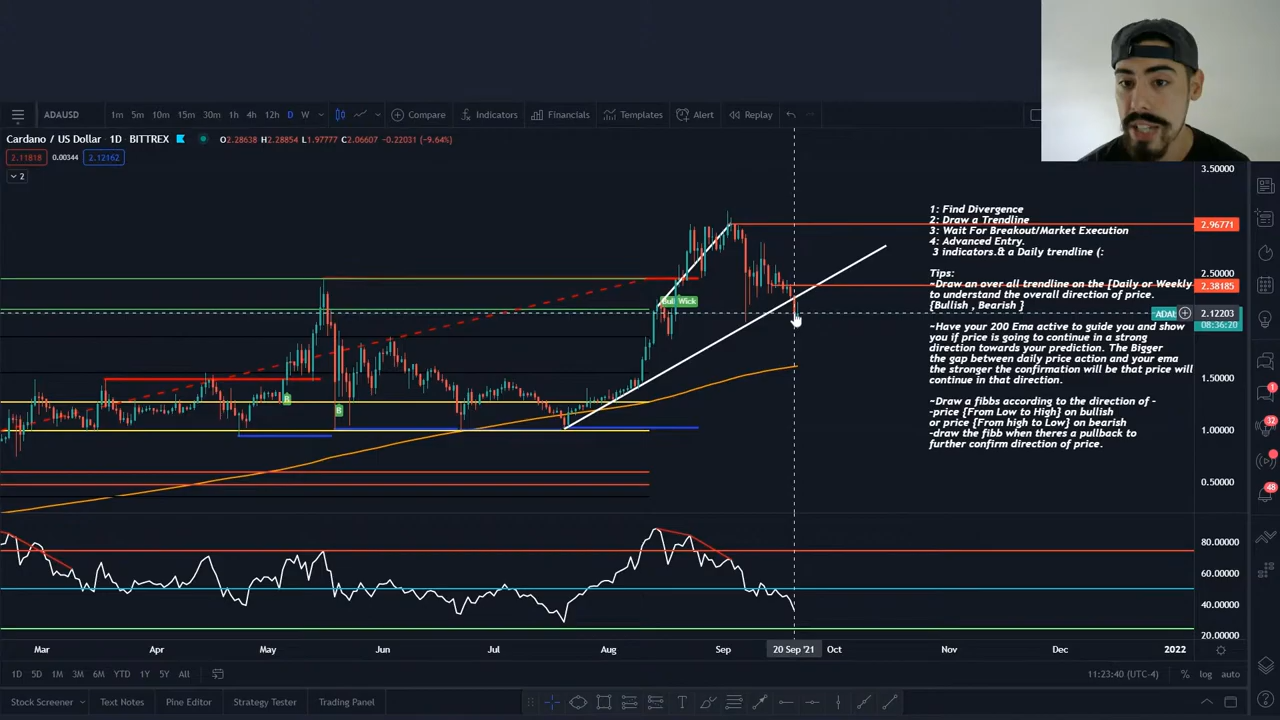 ADAUSD
1m 5m 10m 15m 30m 1h 4h 12h D W
Compare
Indicators
Financials
Templates
Alert
Replay
Cardano / US Dollar 1D BITTREX
O2.28638 H2.28854 L1.97777 C2.06607 -0.22031 (-9.64%)
2.11818 0.00344 2.12162
2
3.50000
2.96771
2.50000
2.38185
2.12203
08:36:20
1.50000
1.00000
0.50000
1: Find Divergence
2: Draw a Trendline
3: Wait For Breakout/Market Execution
4: Advanced Entry.
3 indicators.& a Daily trendline (:
Tips:
~Draw an over all trendline on the [Daily or Weekly
to understand the overall direction of price.
{Bullish , Bearish }
~Have your 200 Ema active to guide you and show
you if price is going to continue in a strong
direction towards your prediction. The Bigger
the gap between daily price action and your ema
the stronger the confirmation will be that price will
continue in that direction.
~Draw a fibbs according to the direction of -
-price {From Low to High} on bullish
or price {From high to Low} on bearish
-draw the fibb when theres a pullback to
further confirm direction of price.
Bull Wick
B
B
80.00000
60.00000
40.00000
20.00000
Mar Apr May Jun Jul Aug Sep 20 Sep '21 Oct Nov Dec 2022
1D 5D 1M 3M 6M YTD 1Y 5Y All
11:23:40 (UTC-4) % log auto
Stock Screener Text Notes Pine Editor Strategy Tester Trading Panel
1
32
48